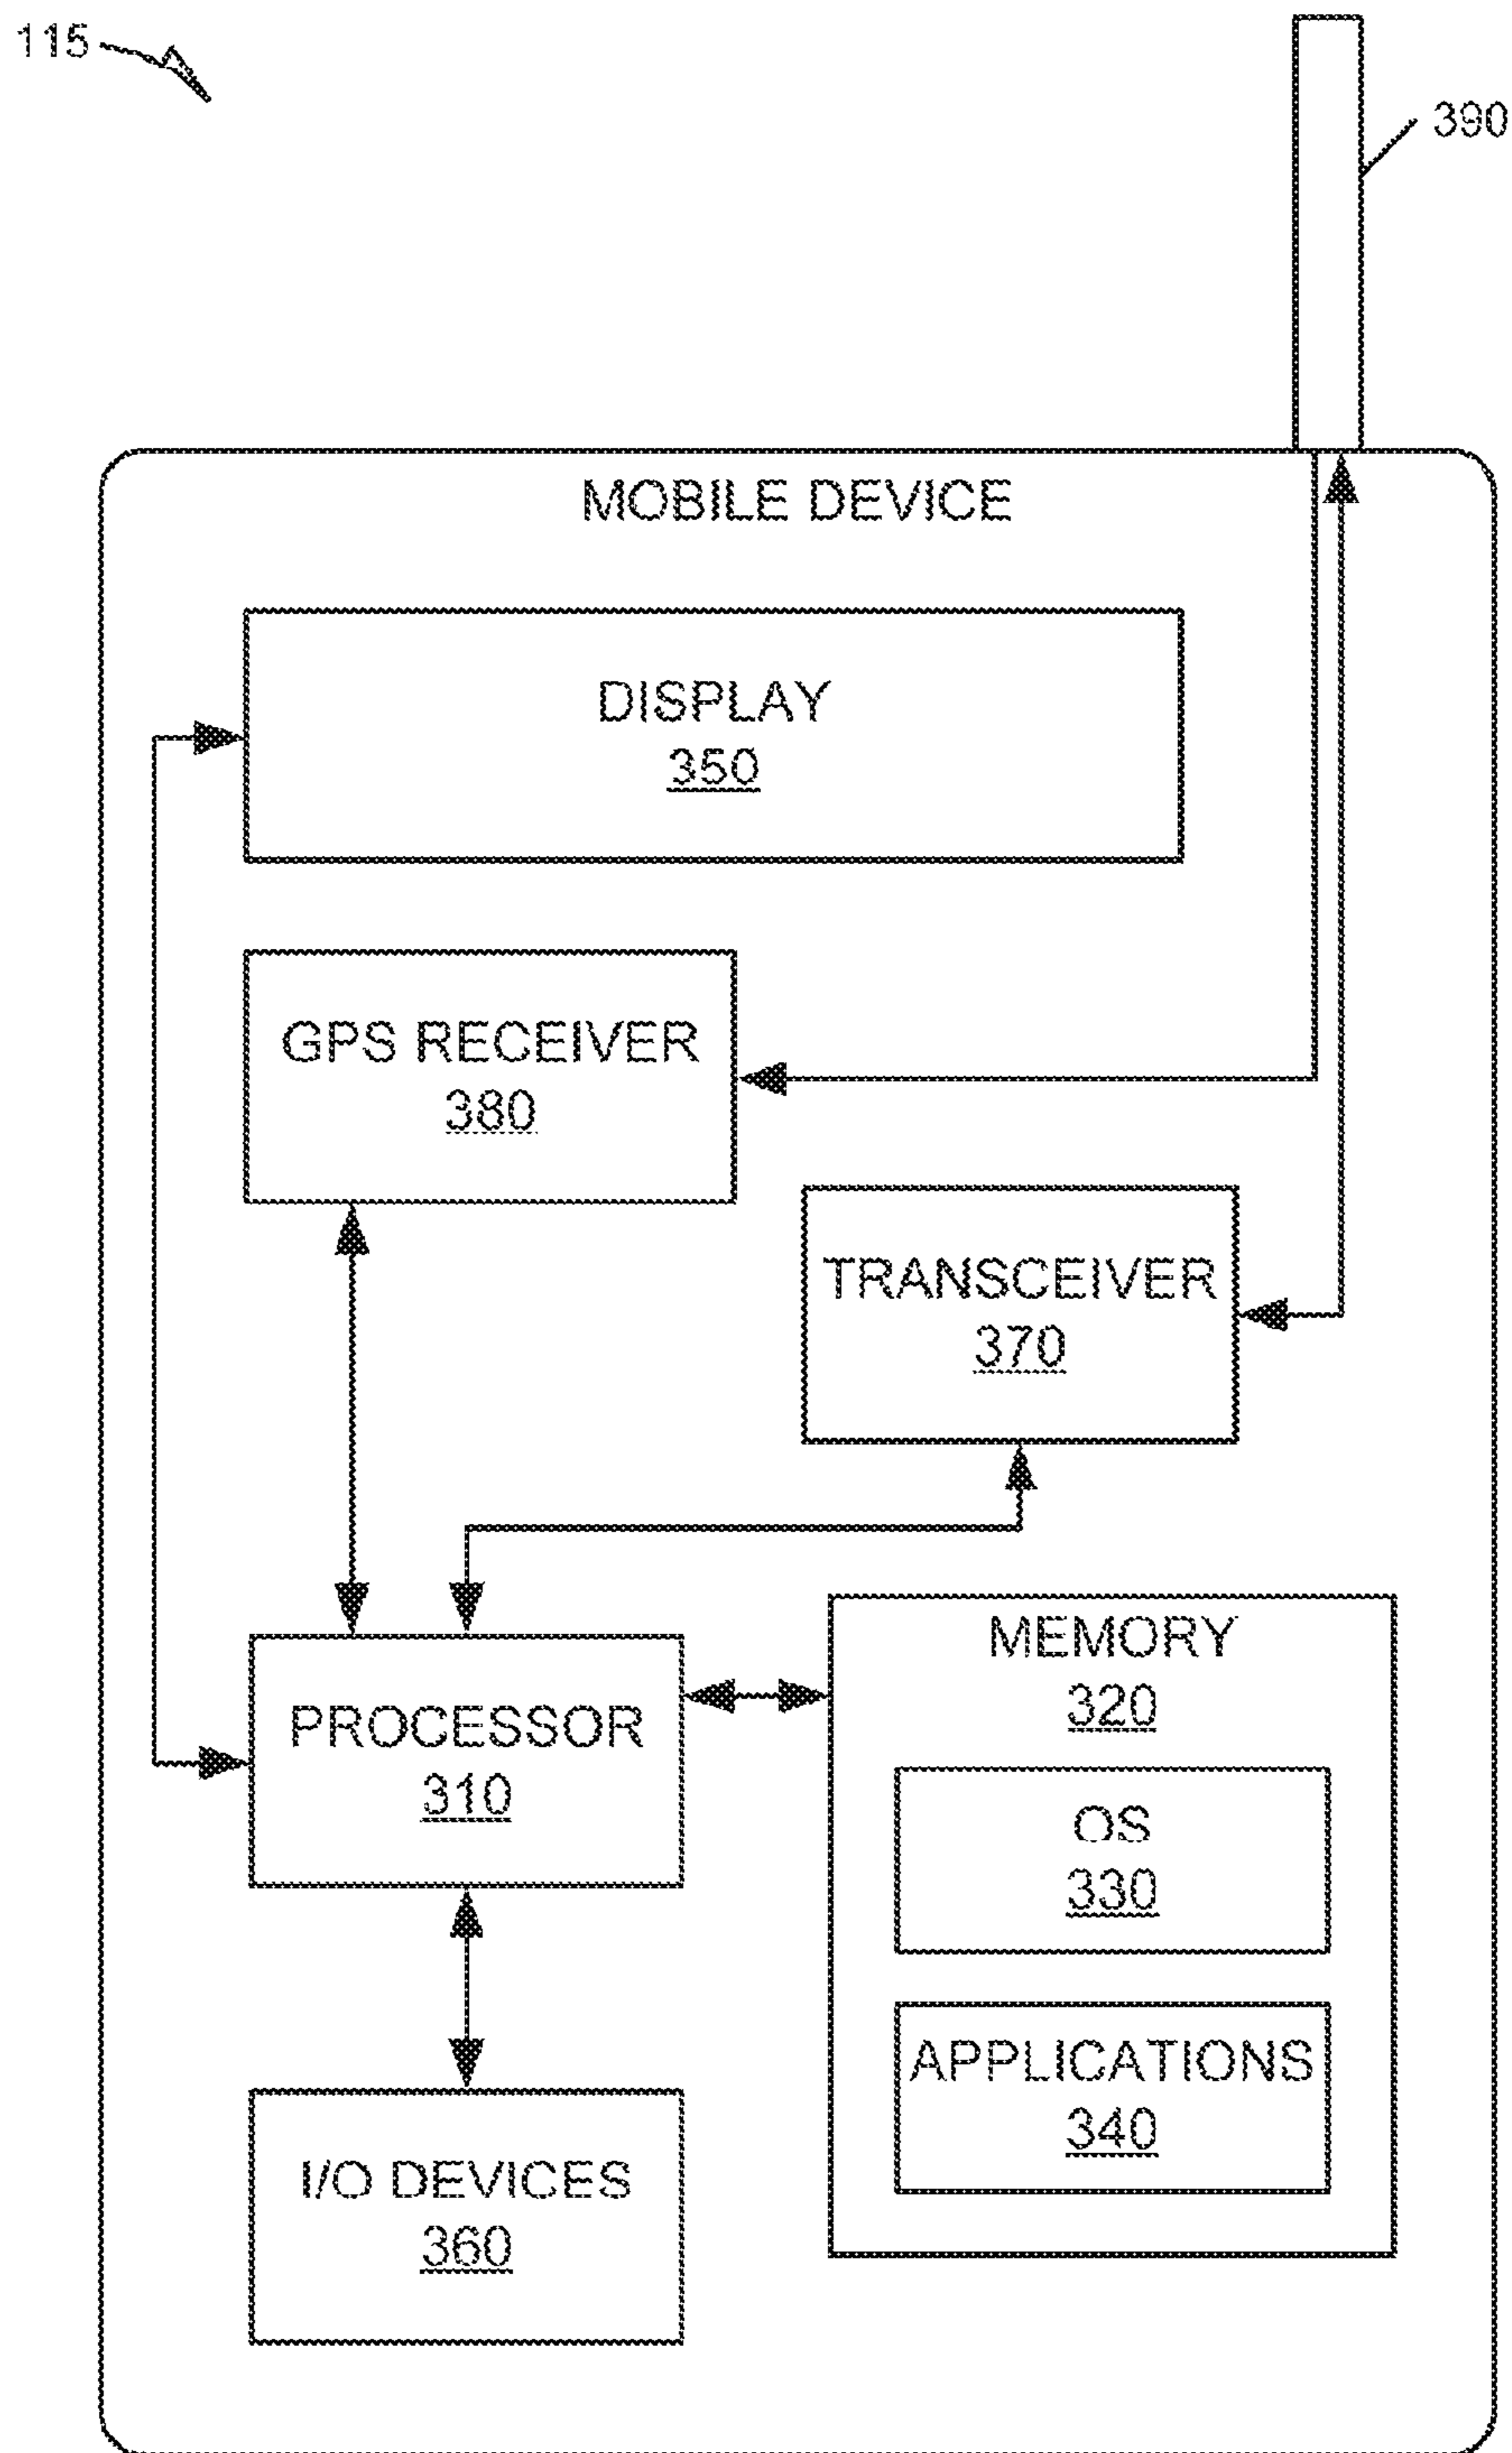 115
390
MOBILE DEVICE
DISPLAY
350
GPS RECEIVER
380
TRANSCEIVER
370
PROCESSOR
310
MEMORY
320
OS
330
APPLICATIONS
340
I/O DEVICES
360